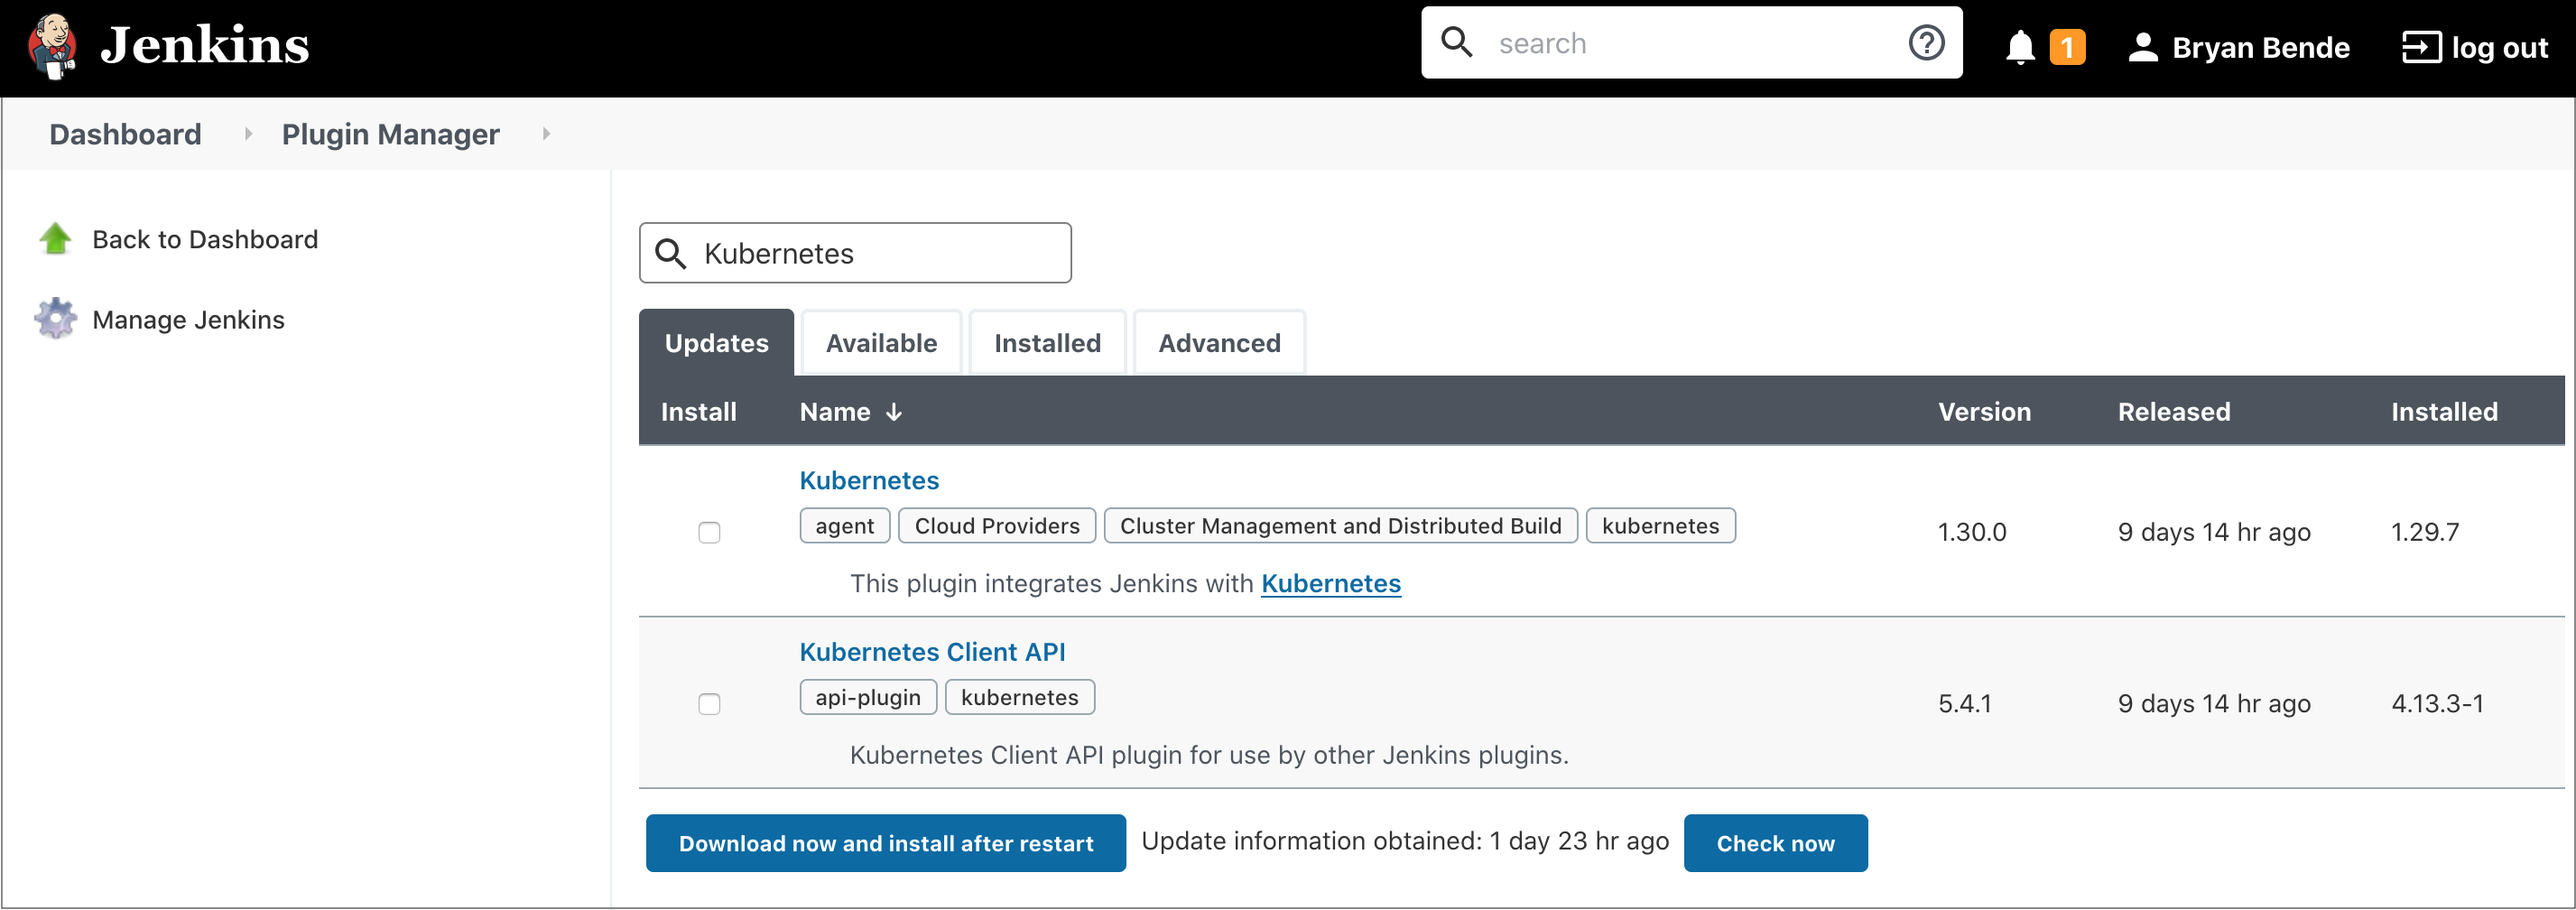 Jenkins
search
1
Bryan Bende
log out
Dashboard
Plugin Manager
Back to Dashboard
Manage Jenkins
Kubernetes
Updates Available Installed Advanced
Install Name ↓ Version Released Installed
Kubernetes
agent Cloud Providers Cluster Management and Distributed Build kubernetes
1.30.0 9 days 14 hr ago 1.29.7
This plugin integrates Jenkins with Kubernetes
Kubernetes Client API
api-plugin kubernetes
5.4.1 9 days 14 hr ago 4.13.3-1
Kubernetes Client API plugin for use by other Jenkins plugins.
Download now and install after restart Update information obtained: 1 day 23 hr ago Check now